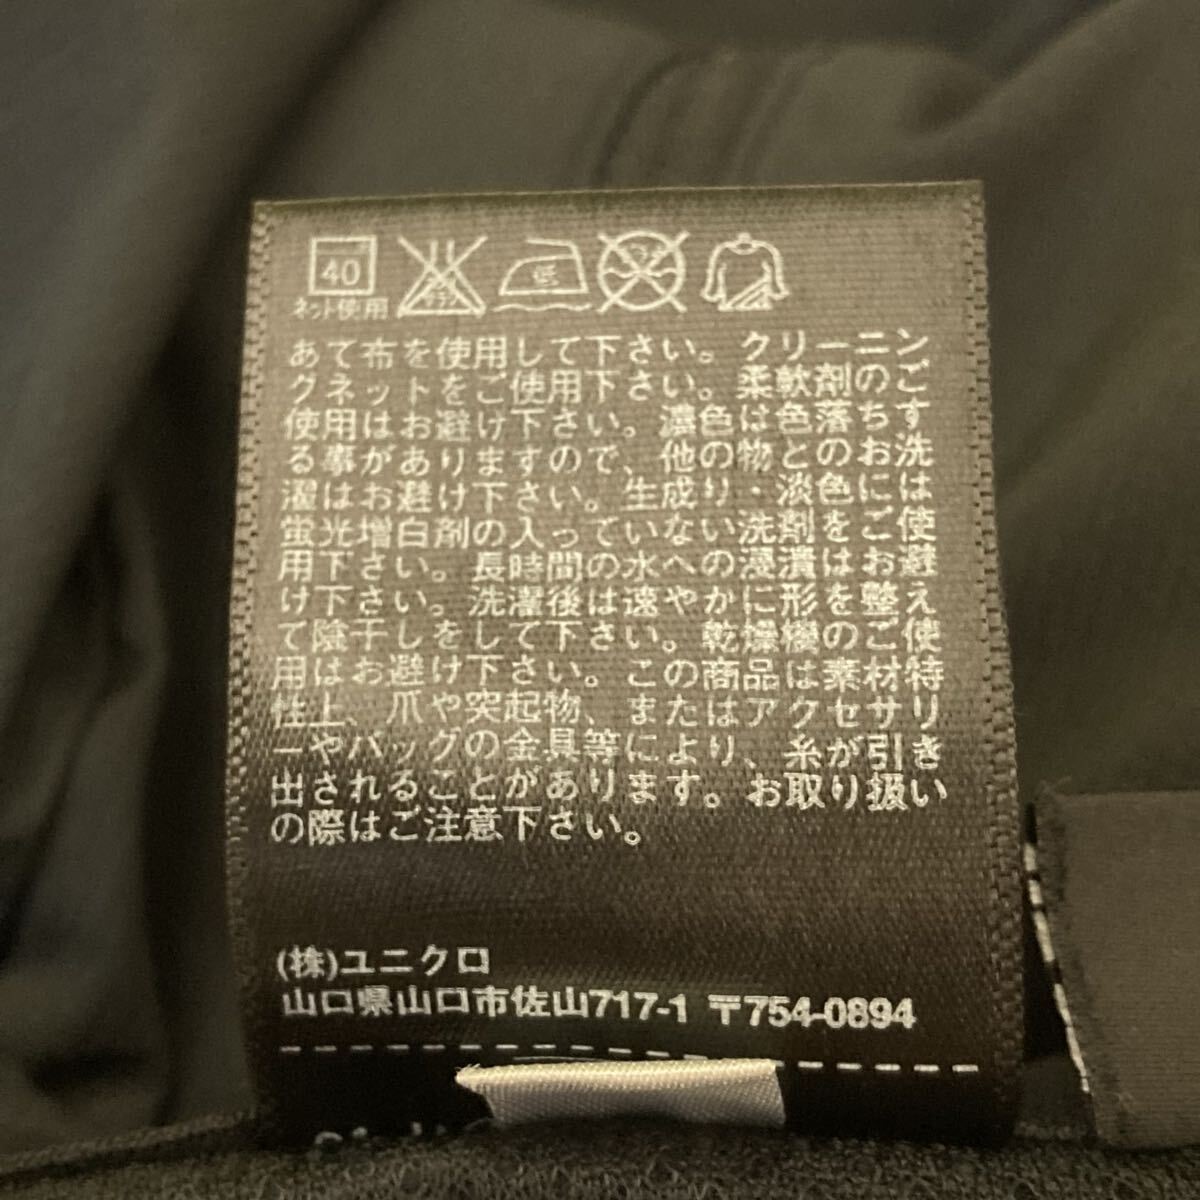 40
ネット使用
低
あて布を使用して下さい。クリーニン
グネットをご使用下さい。柔軟剤のご
使用はお避け下さい。濃色は色落ちす
る事がありますので、他の物とのお洗
濯はお避け下さい。生成り・淡色には
蛍光増白剤の入っていない洗剤をご使
用下さい。長時間の水への浸漬はお避
け下さい。洗濯後は速やかに形を整え
て陰干しをして下さい。乾燥機のご使
用はお避け下さい。この商品は素材特
性上、爪や突起物、またはアクセサリ
ーやバッグの金具等により、糸が引き
出されることがあります。お取り扱い
の際はご注意下さい。
(株)ユニクロ
山口県山口市佐山717-1 〒754-0894